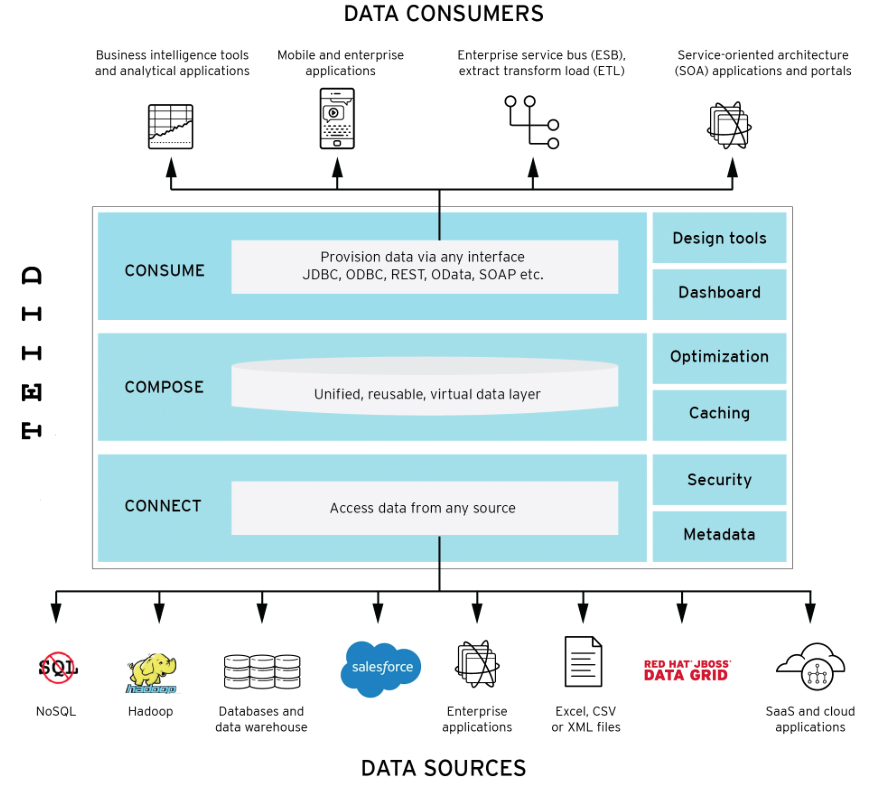 DATA CONSUMERS
Business intelligence tools
and analytical applications
Mobile and enterprise
applications
Enterprise service bus (ESB),
extract transform load (ETL)
Service-oriented architecture
(SOA) applications and portals
TEIID
CONSUME
Provision data via any interface
JDBC, ODBC, REST, OData, SOAP etc.
Design tools
Dashboard
COMPOSE
Unified, reusable, virtual data layer
Optimization
Caching
CONNECT
Access data from any source
Security
Metadata
SQL
NoSQL
hadoop
Hadoop
Databases and
data warehouse
salesforce
Enterprise
applications
Excel, CSV
or XML files
RED HAT® JBOSS®
DATA GRID
SaaS and cloud
applications
DATA SOURCES